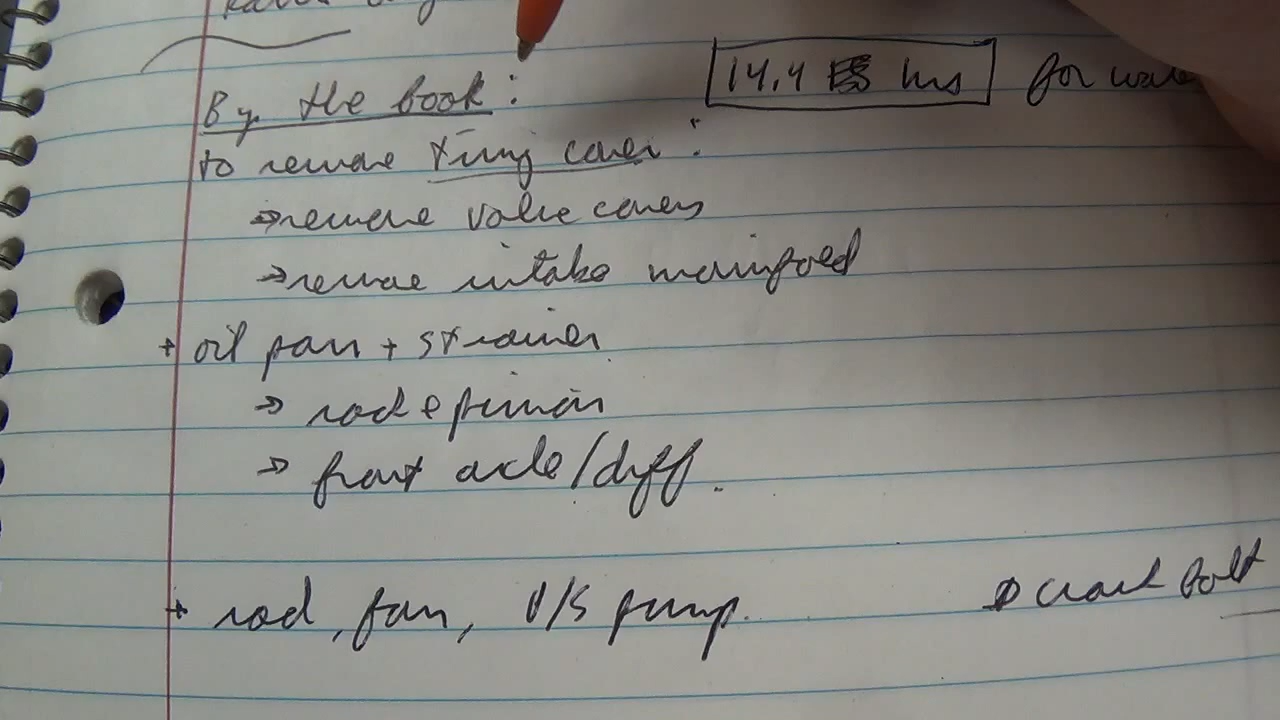 By the book: 14.4 hrs for
to remove timing cover:
→ remove valve covers
→ remove intake manifold
+ oil pan + strainer
→ rack & pinion
→ front axle/diff.
+ rad, fan, P/S pump.
crank bolt